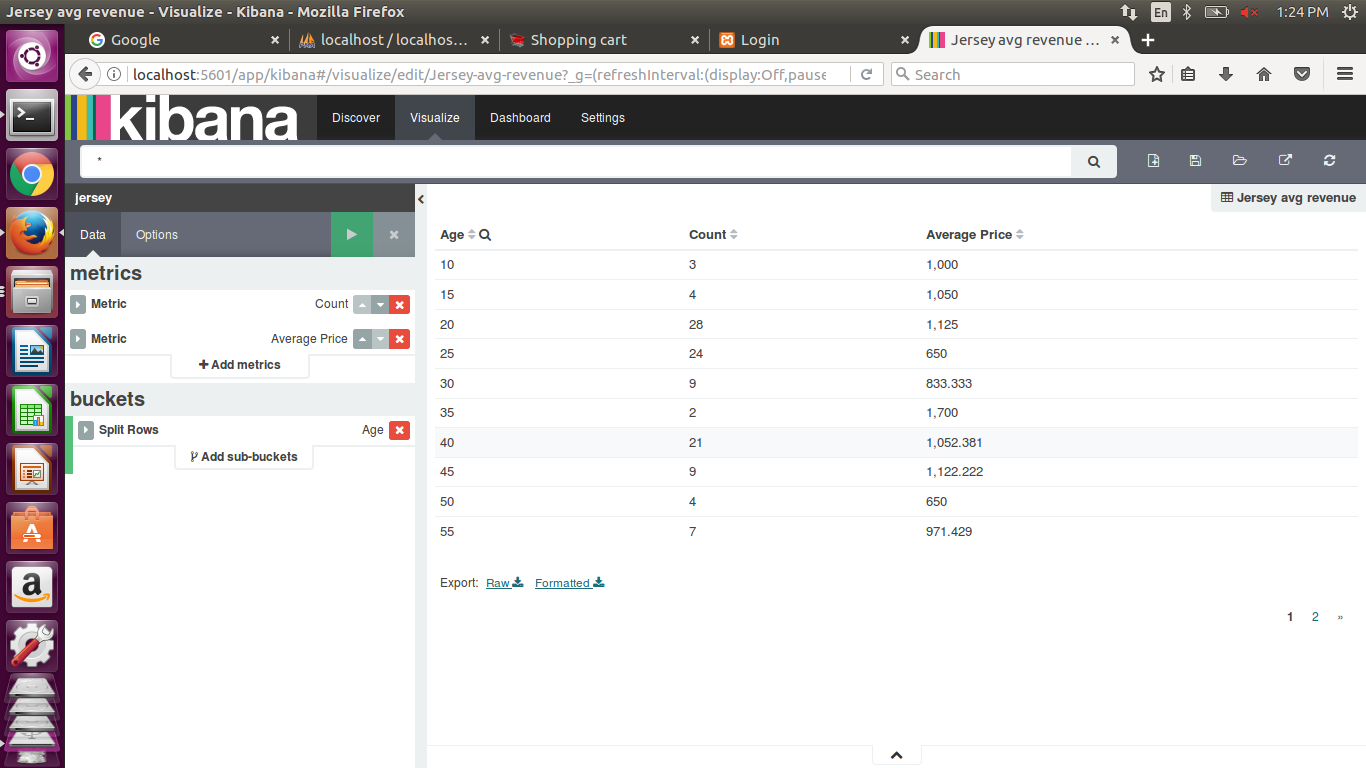 Jersey avg revenue - Visualize - Kibana - Mozilla Firefox
En
1:24 PM
Google
localhost / localhos...
Shopping cart
Login
Jersey avg revenue ...
localhost:5601/app/kibana#/visualize/edit/Jersey-avg-revenue?_g=(refreshInterval:(display:Off,pause
Search
kibana
Discover
Visualize
Dashboard
Settings
*
jersey
Jersey avg revenue
Data
Options
metrics
Metric Count
Metric Average Price
Add metrics
buckets
Split Rows Age
Add sub-buckets
Age Count Average Price
10 3 1,000
15 4 1,050
20 28 1,125
25 24 650
30 9 833.333
35 2 1,700
40 21 1,052.381
45 9 1,122.222
50 4 650
55 7 971.429
Export: Raw Formatted
1 2 »